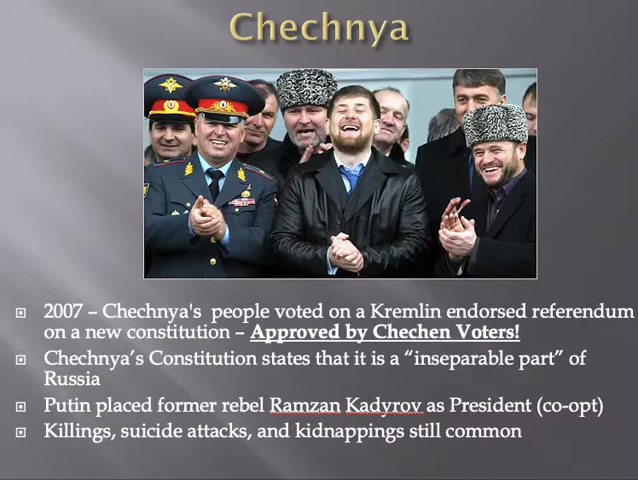 Chechnya
2007 – Chechnya's  people voted on a Kremlin endorsed referendum
on a new constitution – Approved by Chechen Voters!
Chechnya’s Constitution states that it is a “inseparable part” of
Russia
Putin placed former rebel Ramzan Kadyrov as President (co-opt)
Killings, suicide attacks, and kidnappings still common